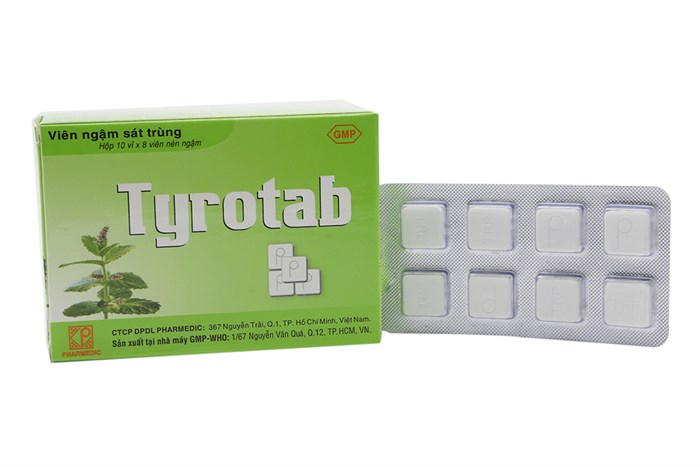 Viên ngậm sát trùng
Hộp 10 vỉ x 8 viên nén ngậm
GMP
Tyrotab
CTCP DPDL PHARMEDIC: 367 Nguyễn Trãi, Q.1, TP. Hồ Chí Minh, Việt Nam.
Sản xuất tại nhà máy GMP-WHO: 1/67 Nguyễn Văn Quá, Q.12, TP.HCM, VN.
PHARMEDIC